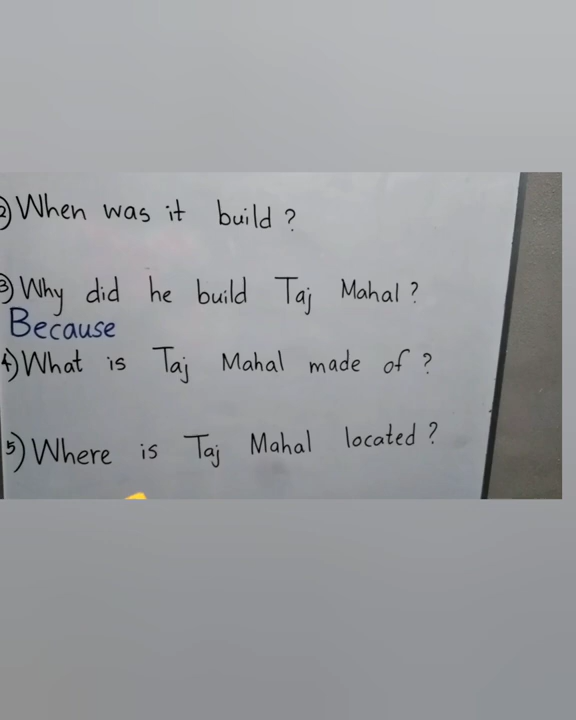 2) When was it build ?
3) Why did he build Taj Mahal ?
Because
4) What is Taj Mahal made of ?
5) Where is Taj Mahal located ?